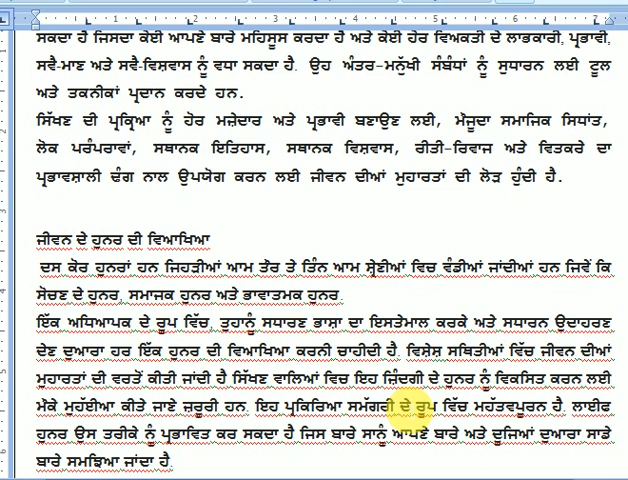 ਸਕਦਾ ਹੈ ਜਿਸਦਾ ਕੋਈ ਆਪਣੇ ਬਾਰੇ ਮਹਿਸੂਸ ਕਰਦਾ ਹੈ ਅਤੇ ਕੋਈ ਹੋਰ ਵਿਅਕਤੀ ਦੇ ਲਾਭਕਾਰੀ, ਪ੍ਰਭਾਵੀ,
ਸਵੈ-ਮਾਣ ਅਤੇ ਸਵੈ-ਵਿਸ਼ਵਾਸ ਨੂੰ ਵਧਾ ਸਕਦਾ ਹੈ. ਉਹ ਅੰਤਰ-ਮਨੁੱਖੀ ਸੰਬੰਧਾਂ ਨੂੰ ਸੁਧਾਰਨ ਲਈ ਟੂਲ
ਅਤੇ ਤਕਨੀਕਾਂ ਪ੍ਰਦਾਨ ਕਰਦੇ ਹਨ.
ਸਿੱਖਣ ਦੀ ਪ੍ਰਕ੍ਰਿਆ ਨੂੰ ਹੋਰ ਮਜ਼ੇਦਾਰ ਅਤੇ ਪ੍ਰਭਾਵੀ ਬਣਾਉਣ ਲਈ, ਮੌਜੂਦਾ ਸਮਾਜਿਕ ਸਿਧਾਂਤ,
ਲੋਕ ਪਰੰਪਰਾਵਾਂ, ਸਥਾਨਕ ਇਤਿਹਾਸ, ਸਥਾਨਕ ਵਿਸ਼ਵਾਸ, ਰੀਤੀ-ਰਿਵਾਜ ਅਤੇ ਵਿਤਕਰੇ ਦਾ
ਪ੍ਰਭਾਵਸ਼ਾਲੀ ਢੰਗ ਨਾਲ ਉਪਯੋਗ ਕਰਨ ਲਈ ਜੀਵਨ ਦੀਆਂ ਮੁਹਾਰਤਾਂ ਦੀ ਲੋੜ ਹੁੰਦੀ ਹੈ.
ਜੀਵਨ ਦੇ ਹੁਨਰ ਦੀ ਵਿਆਖਿਆ
ਦਸ ਕੋਰ ਹੁਨਰਾਂ ਹਨ ਜਿਹੜੀਆਂ ਆਮ ਤੌਰ ਤੇ ਤਿੰਨ ਆਮ ਸ਼੍ਰੇਣੀਆਂ ਵਿਚ ਵੰਡੀਆਂ ਜਾਂਦੀਆਂ ਹਨ ਜਿਵੇਂ ਕਿ
ਸੋਚਣ ਦੇ ਹੁਨਰ, ਸਮਾਜਕ ਹੁਨਰ ਅਤੇ ਭਾਵਾਤਮਕ ਹੁਨਰ.
ਇੱਕ ਅਧਿਆਪਕ ਦੇ ਰੂਪ ਵਿੱਚ, ਤੁਹਾਨੂੰ ਸਧਾਰਣ ਭਾਸ਼ਾ ਦਾ ਇਸਤੇਮਾਲ ਕਰਕੇ ਅਤੇ ਸਧਾਰਨ ਉਦਾਹਰਣ
ਦੇਣ ਦੁਆਰਾ ਹਰ ਇੱਕ ਹੁਨਰ ਦੀ ਵਿਆਖਿਆ ਕਰਨੀ ਚਾਹੀਦੀ ਹੈ. ਵਿਸ਼ੇਸ਼ ਸਥਿਤੀਆਂ ਵਿੱਚ ਜੀਵਨ ਦੀਆਂ
ਮੁਹਾਰਤਾਂ ਦੀ ਵਰਤੋਂ ਕੀਤੀ ਜਾਂਦੀ ਹੈ ਸਿੱਖਣ ਵਾਲਿਆਂ ਵਿਚ ਇਹ ਜ਼ਿੰਦਗੀ ਦੇ ਹੁਨਰ ਨੂੰ ਵਿਕਸਿਤ ਕਰਨ ਲਈ
ਮੌਕੇ ਮੁਹੱਈਆ ਕੀਤੇ ਜਾਣੇ ਜ਼ਰੂਰੀ ਹਨ. ਇਹ ਪ੍ਰਕਿਰਿਆ ਸਮੱਗਰੀ ਦੇ ਰੂਪ ਵਿੱਚ ਮਹੱਤਵਪੂਰਨ ਹੈ. ਲਾਈਫ
ਹੁਨਰ ਉਸ ਤਰੀਕੇ ਨੂੰ ਪ੍ਰਭਾਵਿਤ ਕਰ ਸਕਦਾ ਹੈ ਜਿਸ ਬਾਰੇ ਸਾਨੂੰ ਆਪਣੇ ਬਾਰੇ ਅਤੇ ਦੂਜਿਆਂ ਦੁਆਰਾ ਸਾਡੇ
ਬਾਰੇ ਸਮਝਿਆ ਜਾਂਦਾ ਹੈ.